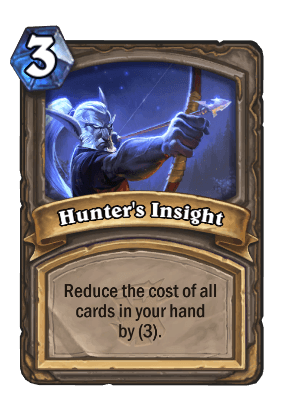 3
Hunter's Insight
Reduce the cost of all
cards in your hand
by (3).